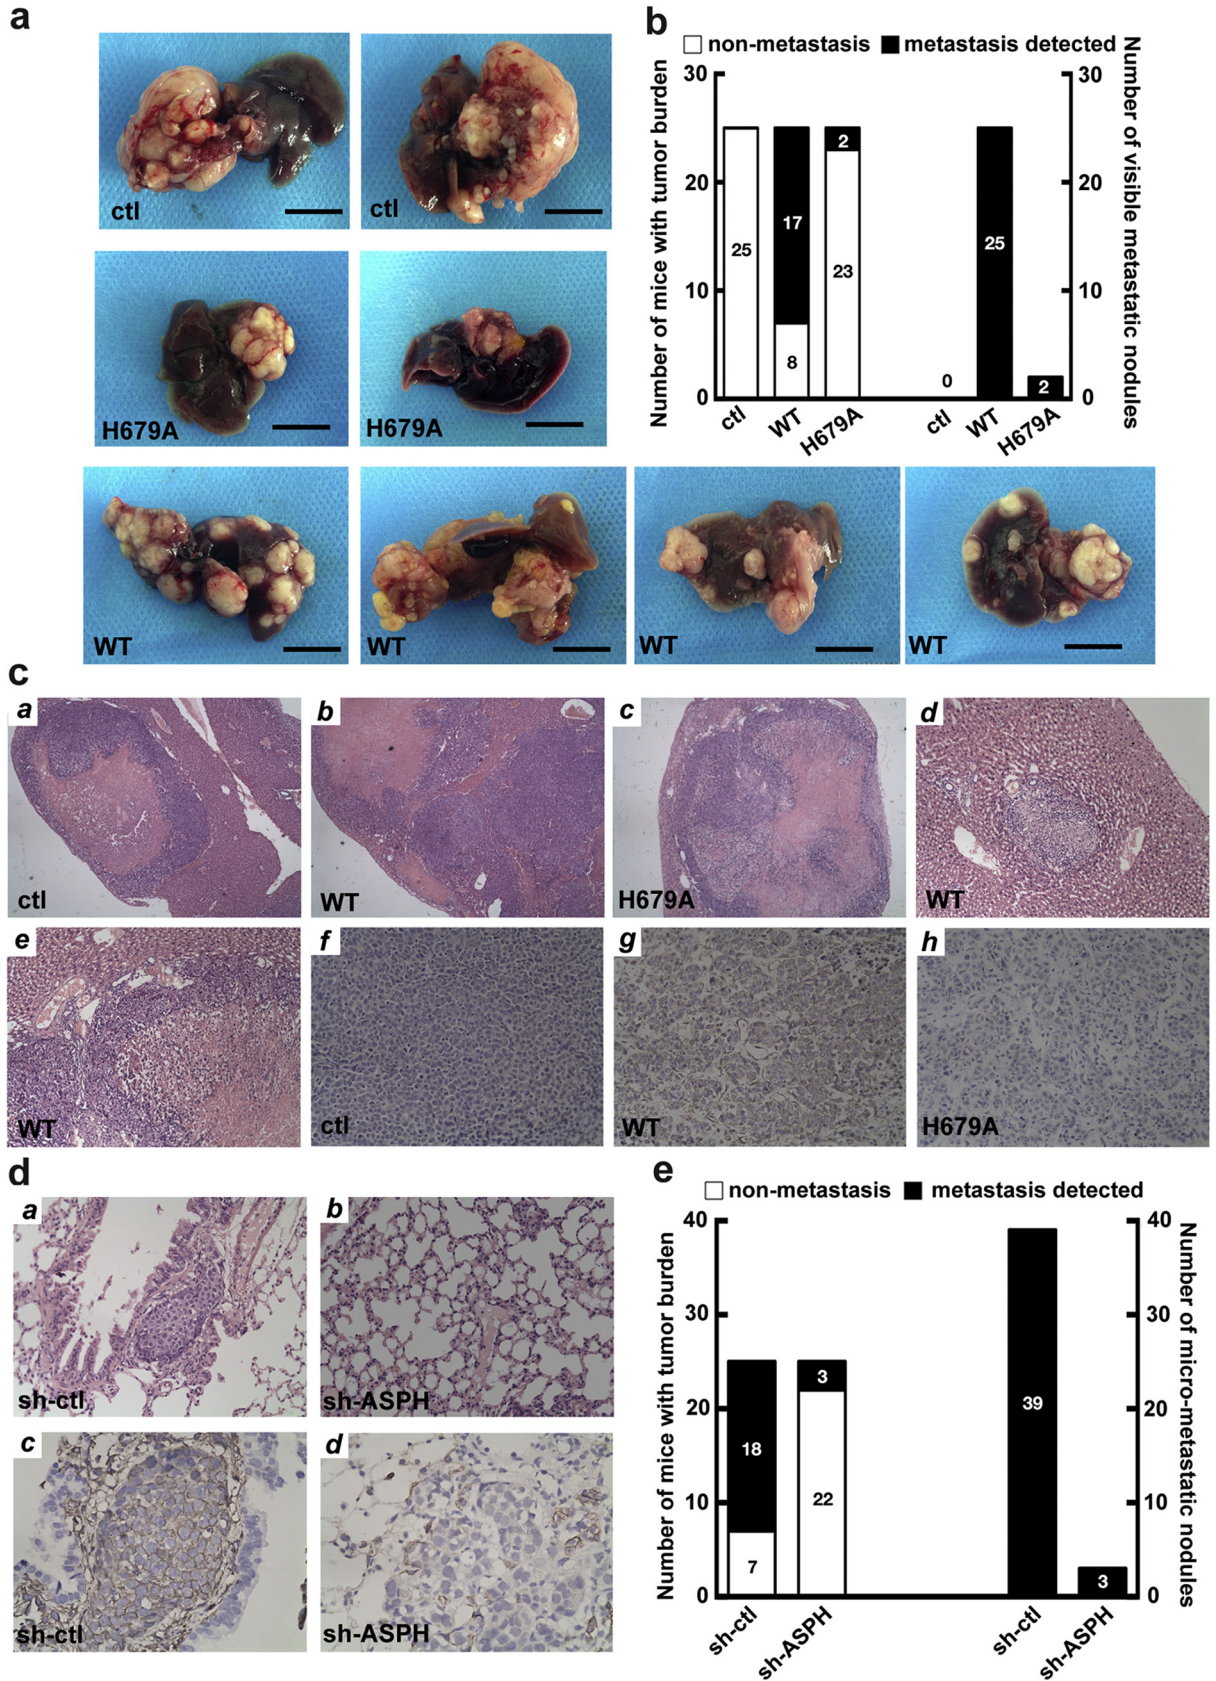 a
ctl
ctl
H679A
H679A
WT
WT
WT
WT
b
non-metastasis
metastasis detected
Number of mice with tumor burden
30
20
10
0
25
17
8
2
23
0
25
2
ctl
WT
H679A
ctl
WT
H679A
30
20
10
0
Number of visible metastatic nodules
c
a
ctl
b
WT
c
H679A
d
WT
e
WT
f
ctl
g
WT
h
H679A
d
a
sh-ctl
b
sh-ASPH
c
sh-ctl
d
sh-ASPH
e
non-metastasis
metastasis detected
Number of mice with tumor burden
40
30
20
10
0
18
7
3
22
39
3
sh-ctl
sh-ASPH
sh-ctl
sh-ASPH
40
30
20
10
0
Number of micro-metastatic nodules